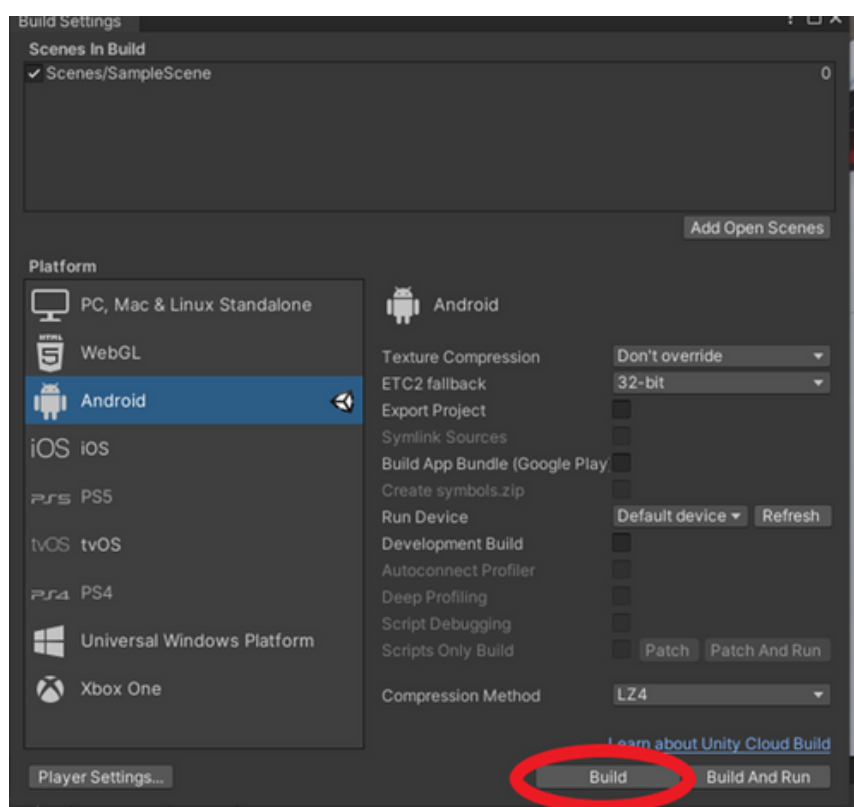 Build Settings
Scenes In Build
Scenes/SampleScene 0
Add Open Scenes
Platform
PC, Mac & Linux Standalone
HTML
5
WebGL
Android
iOS iOS
PS5 PS5
tvOS tvOS
PS4 PS4
Universal Windows Platform
Xbox One
Android
Texture Compression Don't override
ETC2 fallback 32-bit
Export Project
Symlink Sources
Build App Bundle (Google Play
Create symbols.zip
Run Device Default device Refresh
Development Build
Autoconnect Profiler
Deep Profiling
Script Debugging
Scripts Only Build Patch Patch And Run
Compression Method LZ4
Learn about Unity Cloud Build
Player Settings... Build Build And Run